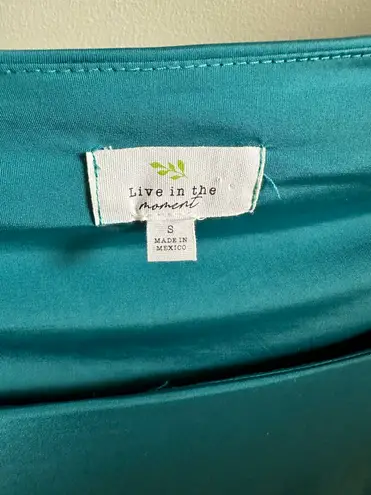 Live in the
moment
S
MADE IN
MEXICO